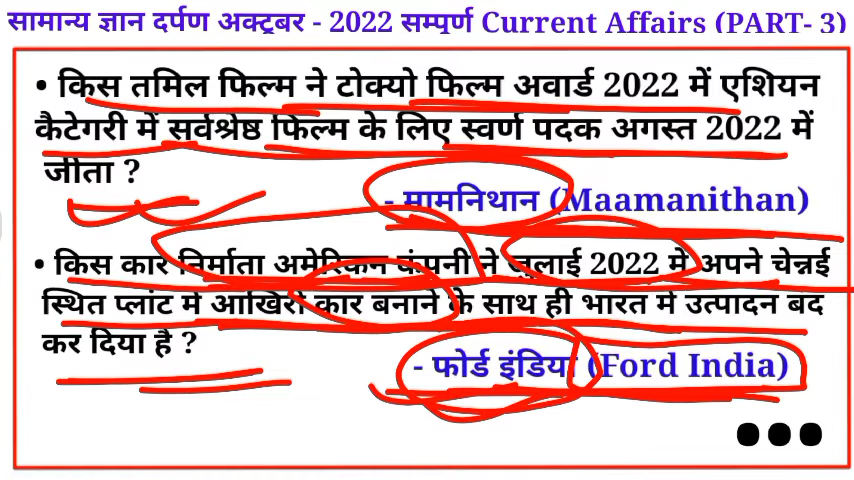 सामान्य ज्ञान दर्पण अक्टूबर - 2022 सम्पूर्ण Current Affairs (PART- 3)
• किस तमिल फिल्म ने टोक्यो फिल्म अवार्ड 2022 में एशियन
कैटेगरी में सर्वश्रेष्ठ फिल्म के लिए स्वर्ण पदक अगस्त 2022 में
जीता ?
- मामनिथान (Maamanithan)
• किस कार निर्माता अमेरिकन कंपनी ने जुलाई 2022 में अपने चेन्नई
स्थित प्लांट में आखिरी कार बनाने के साथ ही भारत में उत्पादन बंद
कर दिया है ?
- फोर्ड इंडिया (Ford India)